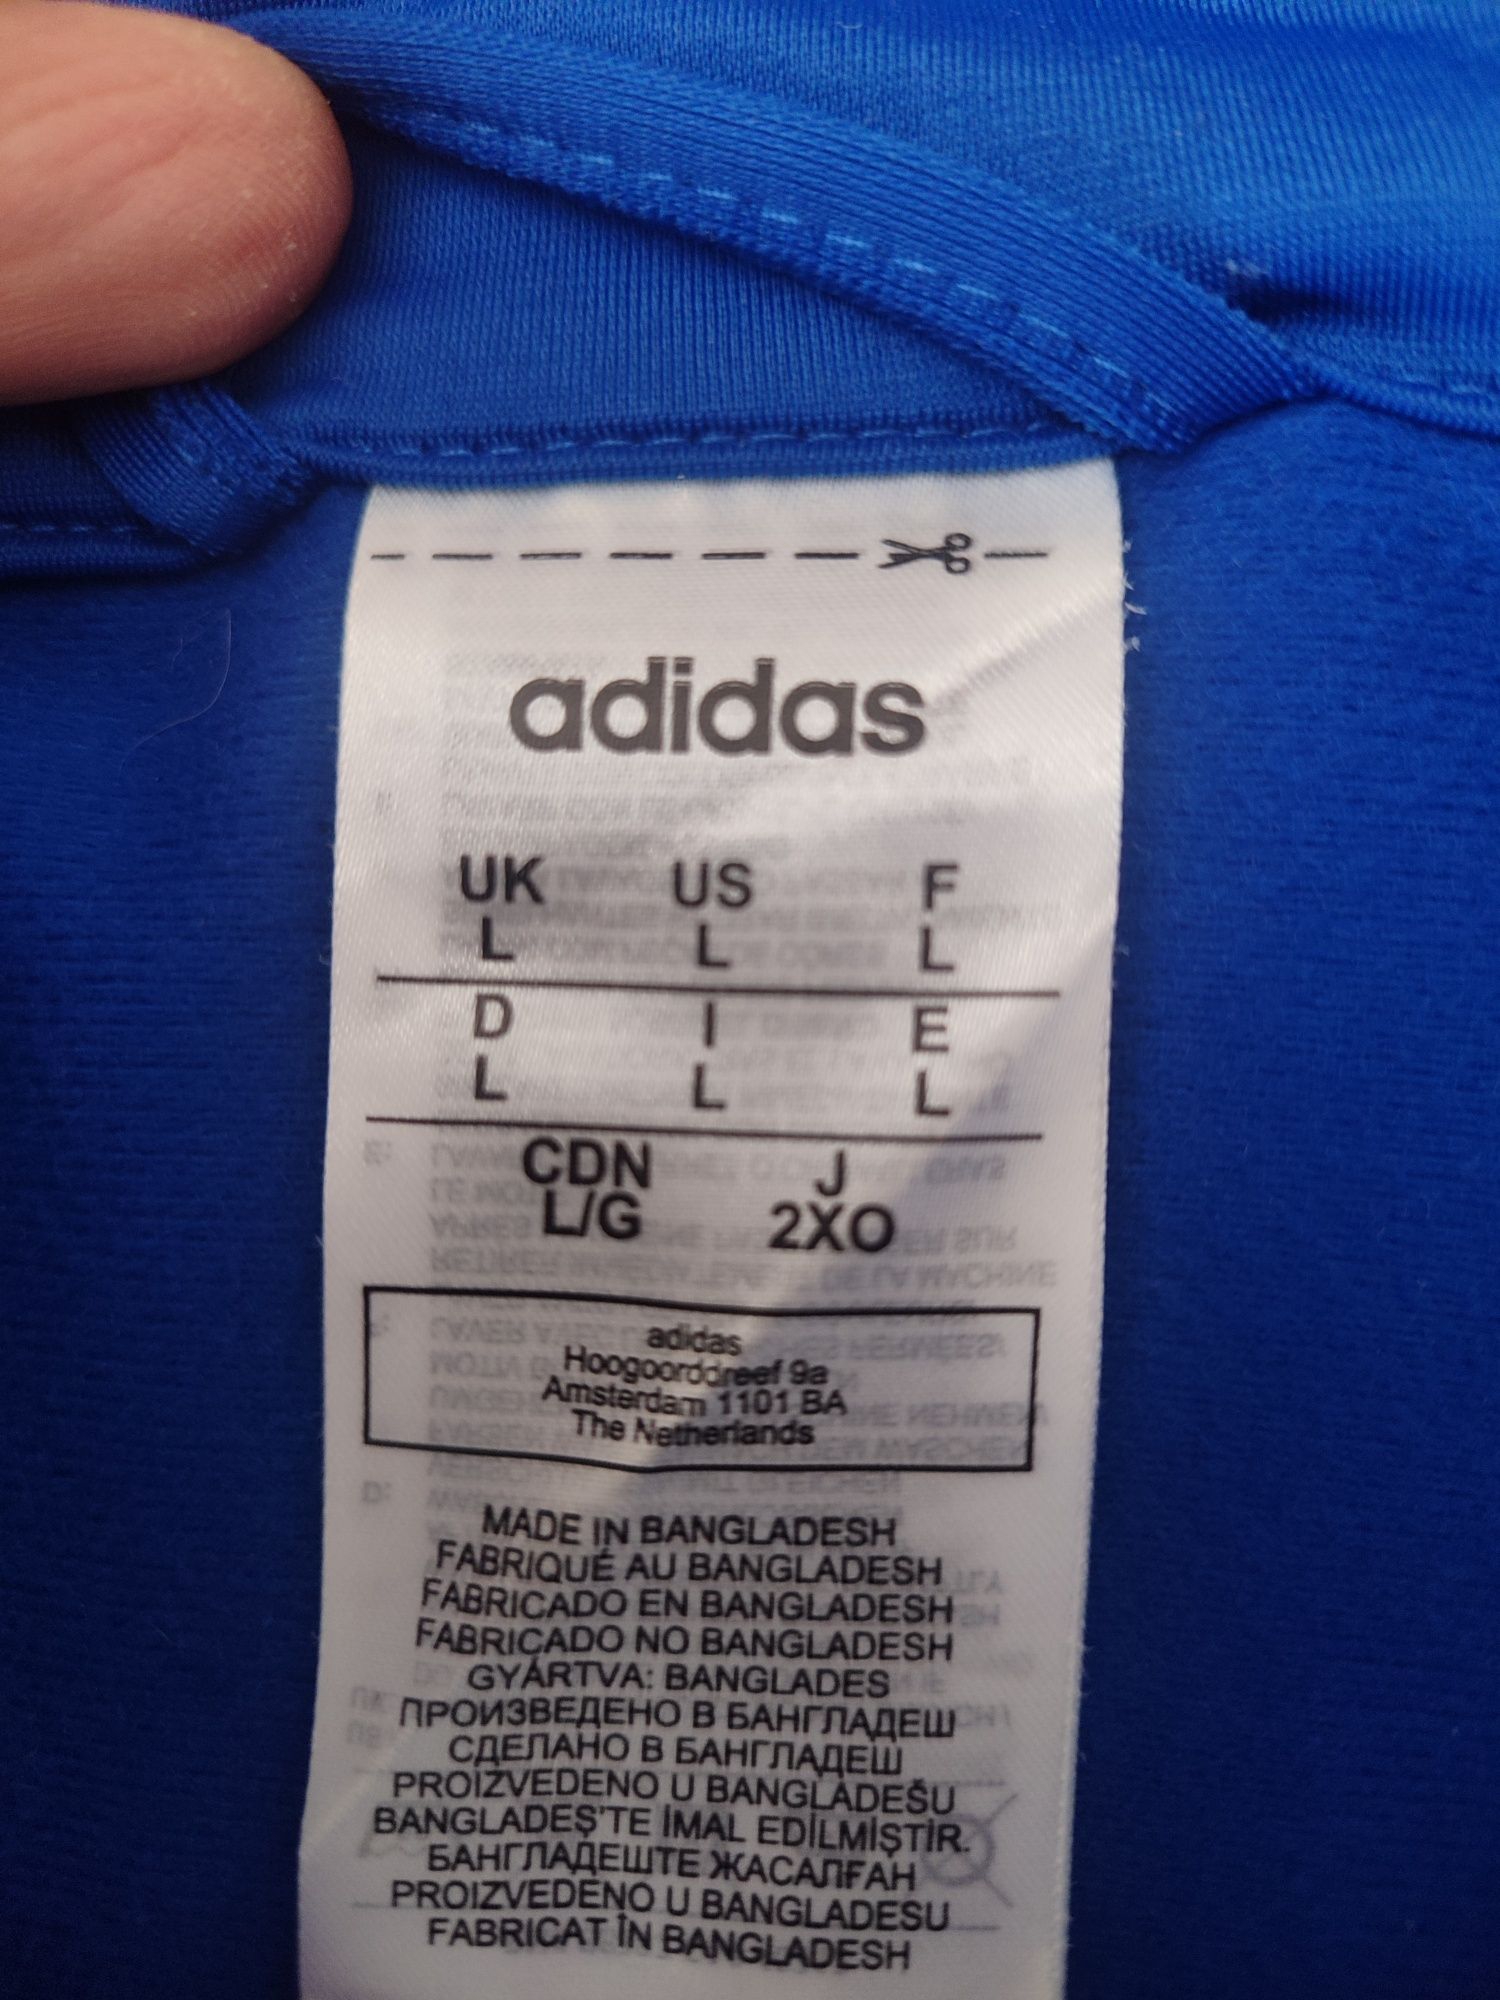 adidas
UK US F
L L L
D I E
L L L
CDN J
L/G 2XO
adidas
Hoogoorddreef 9a
Amsterdam 1101 BA
The Netherlands
MADE IN BANGLADESH
FABRIQUÉ AU BANGLADESH
FABRICADO EN BANGLADESH
FABRICADO NO BANGLADESH
GYÁRTVA: BANGLADES
ПРОИЗВЕДЕНО В БАНГЛАДЕШ
СДЕЛАНО В БАНГЛАДЕШ
PROIZVEDENO U BANGLADEŠU
BANGLADEŞ'TE İMAL EDİLMİŞTİR.
БАНГЛАДЕШТЕ ЖАСАЛҒАН
PROIZVEDENO U BANGLADESU
FABRICAT ÎN BANGLADESH